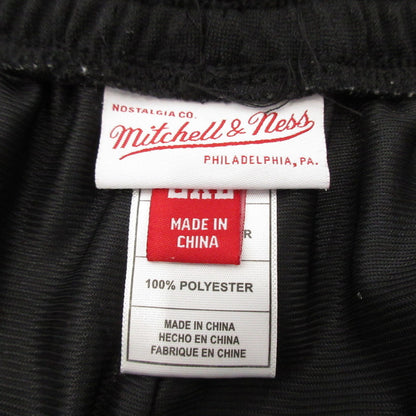 NOSTALGIA CO.
Mitchell & Ness
PHILADELPHIA, PA.
MADE IN
CHINA
R
100% POLYESTER
MADE IN CHINA
HECHO EN CHINA
FABRIQUE EN CHINE